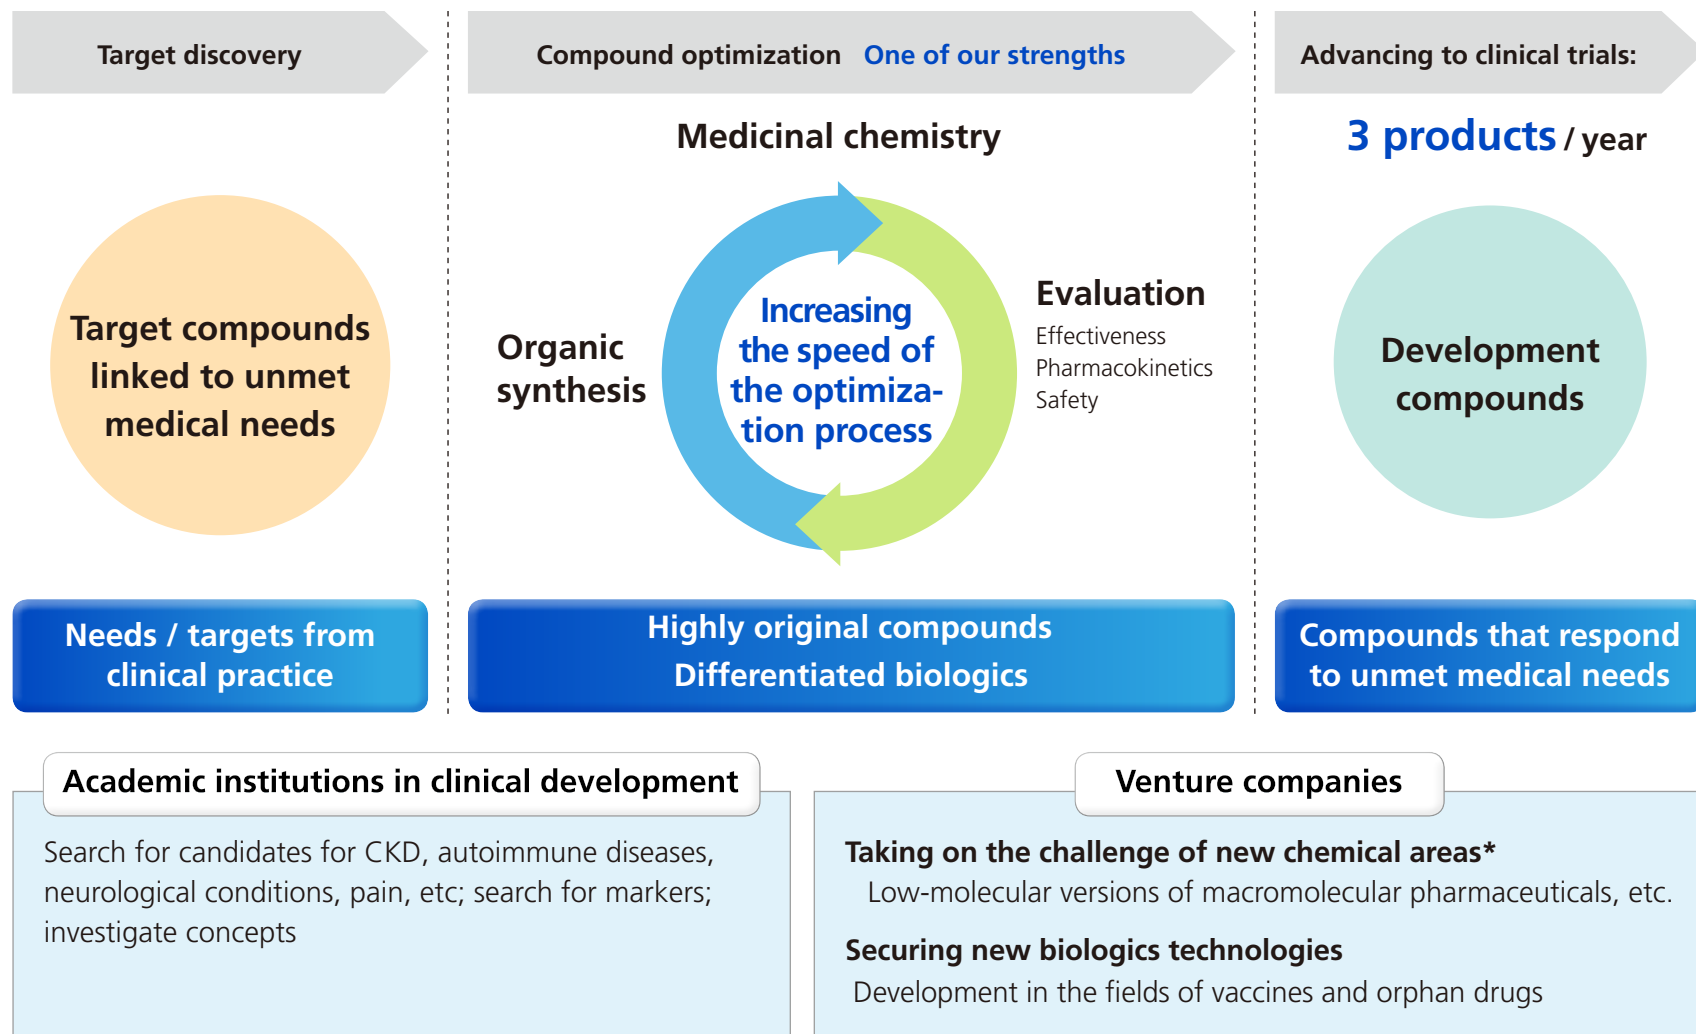 Target discovery
Compound optimization One of our strengths
Advancing to clinical trials:
Target compounds
linked to unmet
medical needs
Medicinal chemistry
Organic
synthesis
Increasing
the speed of
the optimiza-
tion process
Evaluation
Effectiveness
Pharmacokinetics
Safety
3 products / year
Development
compounds
Needs / targets from
clinical practice
Highly original compounds
Differentiated biologics
Compounds that respond
to unmet medical needs
Academic institutions in clinical development
Search for candidates for CKD, autoimmune diseases,
neurological conditions, pain, etc; search for markers;
investigate concepts
Venture companies
Taking on the challenge of new chemical areas*
Low-molecular versions of macromolecular pharmaceuticals, etc.
Securing new biologics technologies
Development in the fields of vaccines and orphan drugs